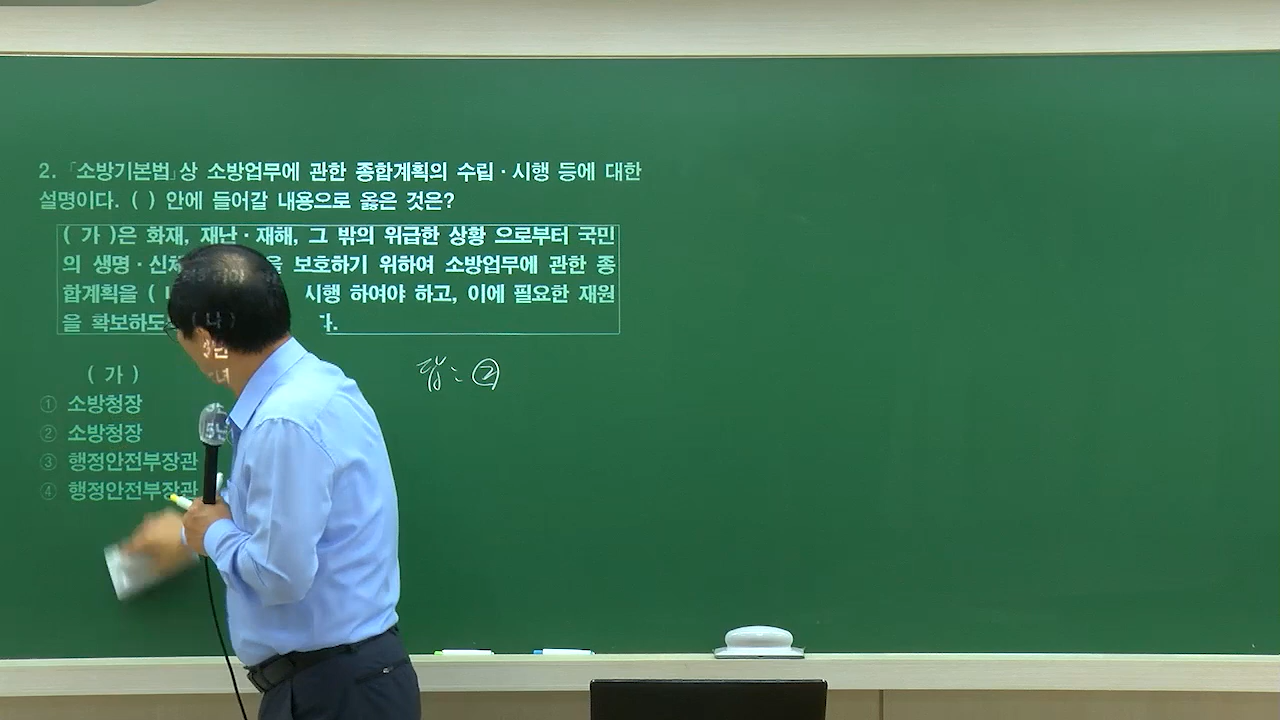 2. 「소방기본법」상 소방업무에 관한 종합계획의 수립·시행 등에 대한
설명이다. ( ) 안에 들어갈 내용으로 옳은 것은?
( 가 )은 화재, 재난·재해, 그 밖의 위급한 상황 으로부터 국민
의 생명·신체 을 보호하기 위하여 소방업무에 관한 종
합계획을 ( 시행 하여야 하고, 이에 필요한 재원
을 확보하도 다.
( 가 ) ( 나 )
① 소방청장
② 소방청장
③ 행정안전부장관
④ 행정안전부장관
답: ②